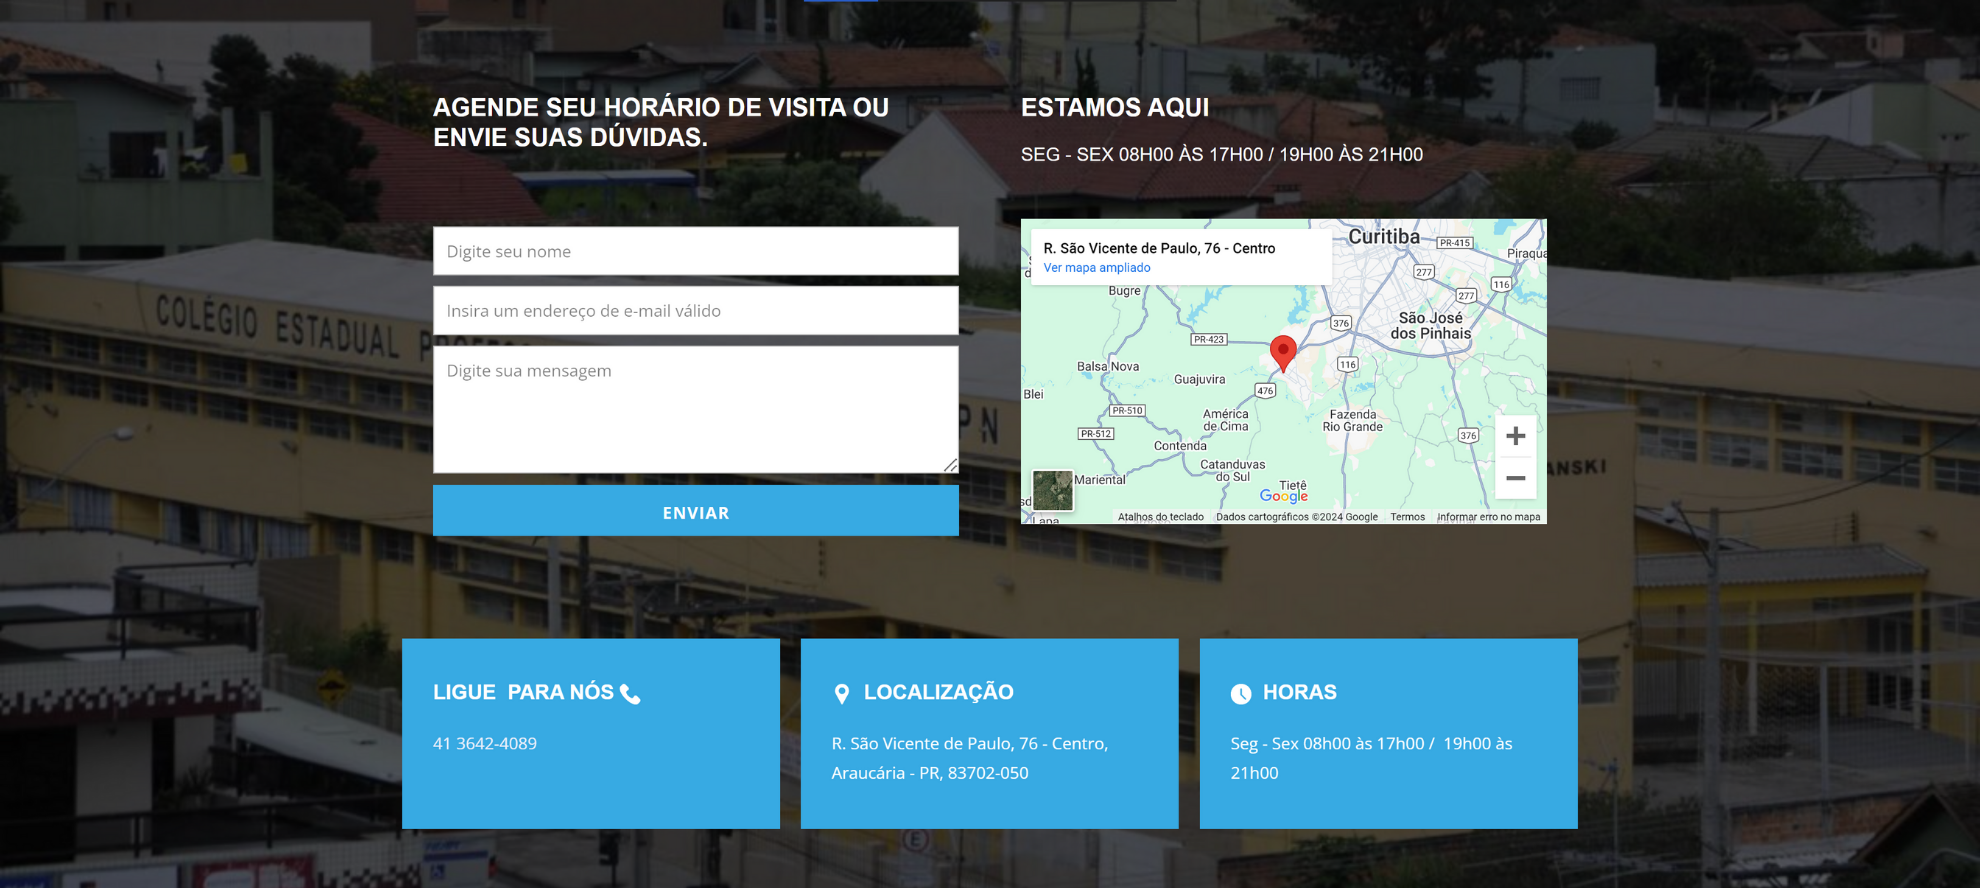 AGENDE SEU HORÁRIO DE VISITA OU
ENVIE SUAS DÚVIDAS.
Digite seu nome
Insira um endereço de e-mail válido
Digite sua mensagem
ENVIAR
ESTAMOS AQUI
SEG - SEX 08H00 ÀS 17H00 / 19H00 ÀS 21H00
R. São Vicente de Paulo, 76 - Centro
Ver mapa ampliado
Curitiba
PR-415
Piraqua
277
116
Bugre
277
São José
dos Pinhais
376
PR-423
116
Balsa Nova
Guajuvira
476
Blei
PR-510
América
de Cima
Fazenda
Rio Grande
PR-512
376
Contenda
Catanduvas
do Sul
Mariental
Tietê
Google
Lapa
Atalhos do teclado
Dados cartográficos ©2024 Google
Termos
Informar erro no mapa
COLÉGIO ESTADUAL
LIGUE  PARA NÓS
41 3642-4089
LOCALIZAÇÃO
R. São Vicente de Paulo, 76 - Centro,
Araucária - PR, 83702-050
HORAS
Seg - Sex 08h00 às 17h00 /  19h00 às
21h00
E